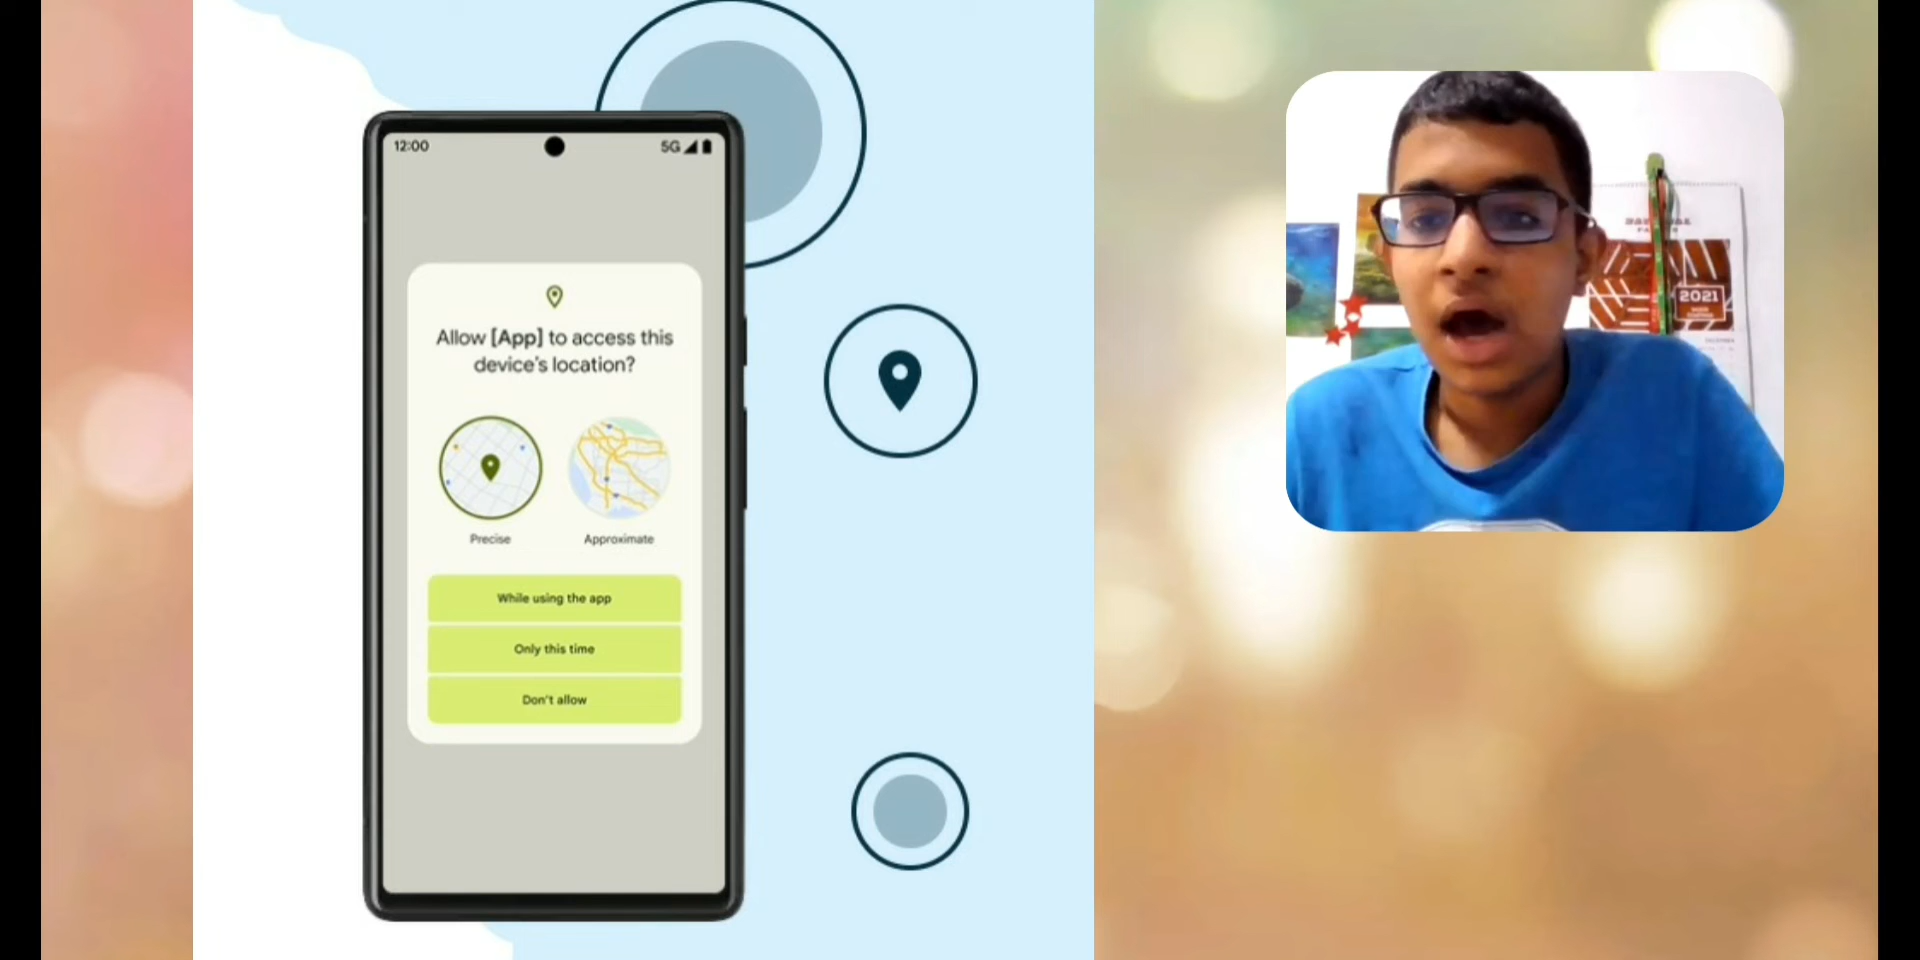 12:00
5G
Allow [App] to access this
device's location?
Precise
Approximate
While using the app
Only this time
Don't allow
2021